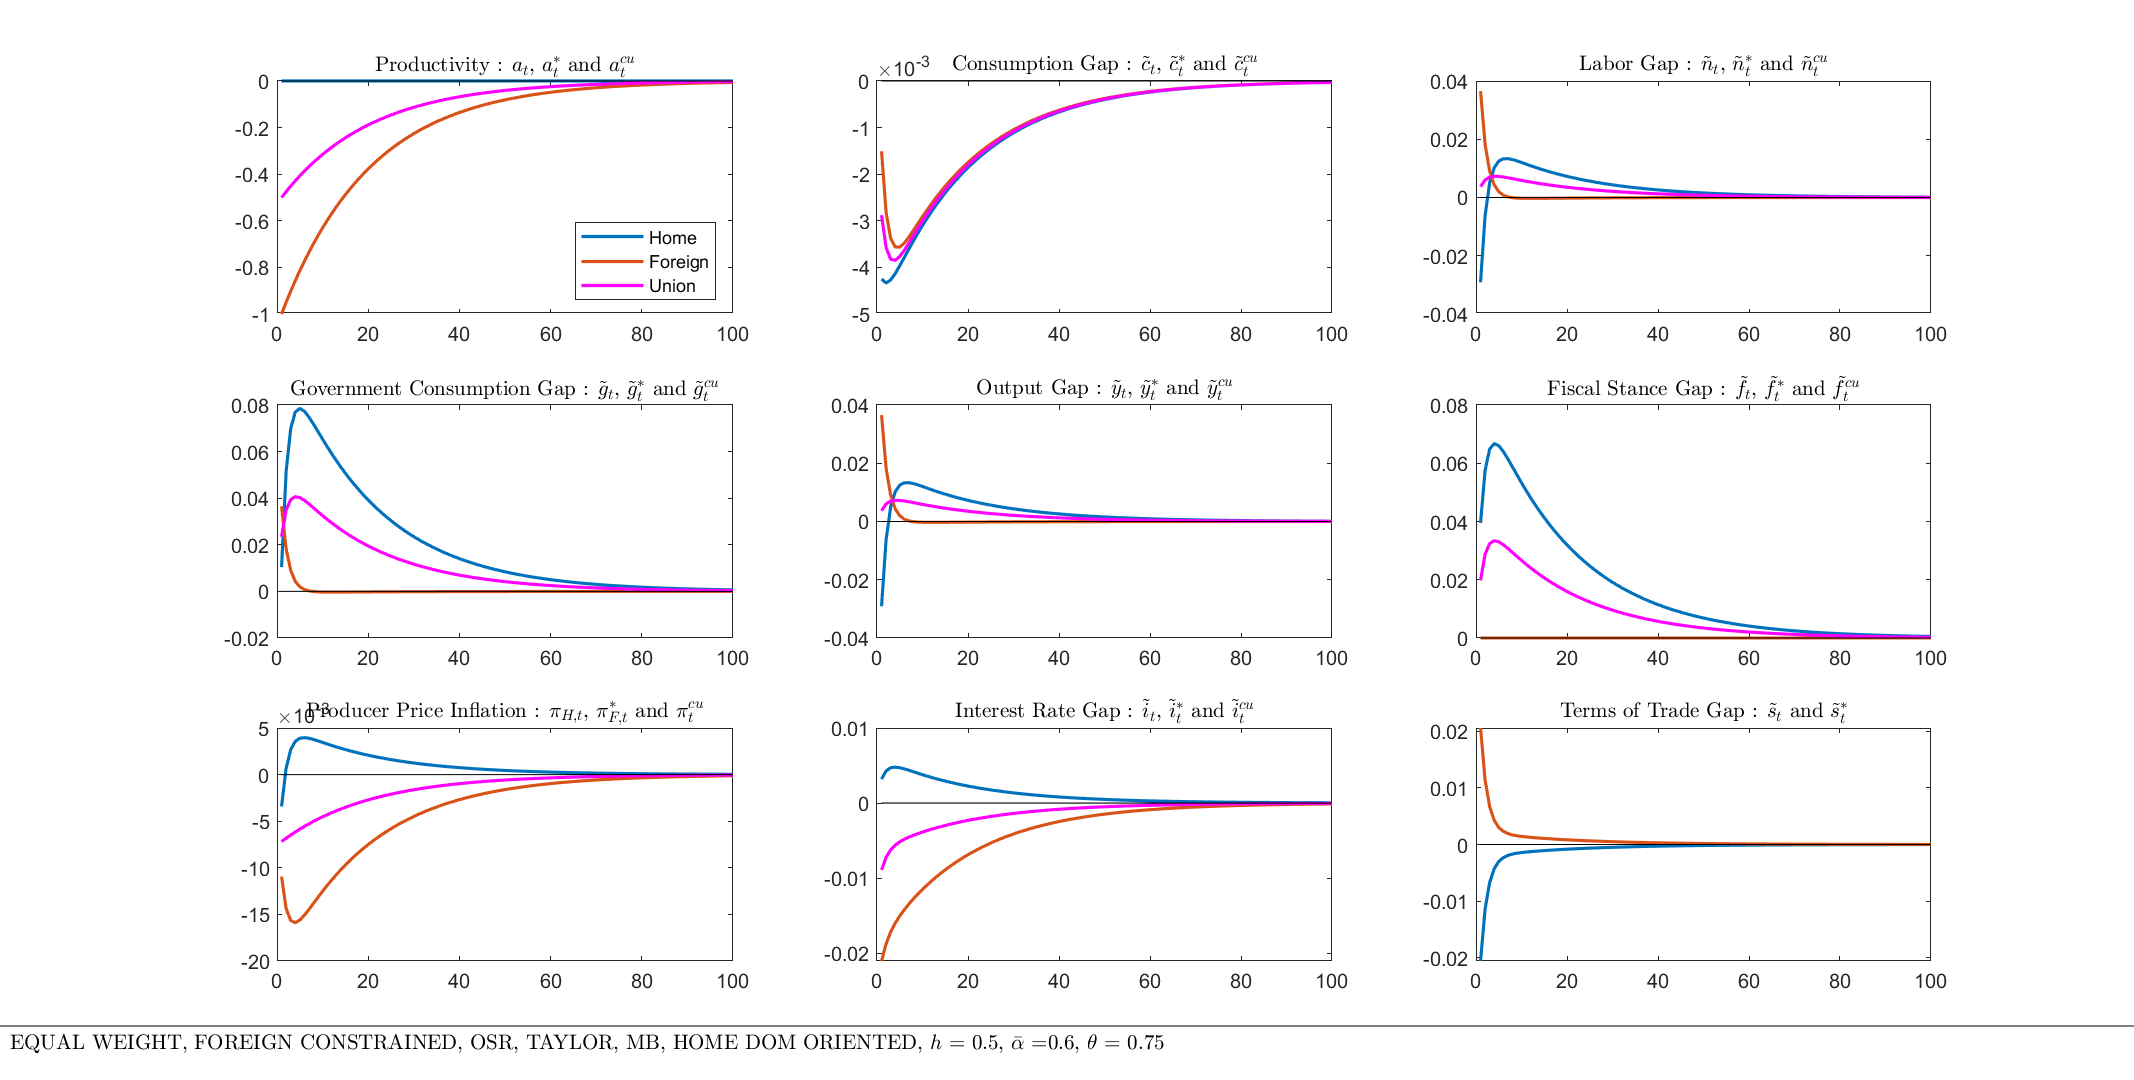 Productivity : a_t, a_t^* and a_t^{cu}
0
-0.2
-0.4
-0.6
-0.8
-1
0 20 40 60 80 100
Home
Foreign
Union
×10^{-3}
Consumption Gap : c̃_t, c̃_t^* and c̃_t^{cu}
0
-1
-2
-3
-4
-5
0 20 40 60 80 100
Labor Gap : ñ_t, ñ_t^* and ñ_t^{cu}
0.04
0.02
0
-0.02
-0.04
0 20 40 60 80 100
Government Consumption Gap : g̃_t, g̃_t^* and g̃_t^{cu}
0.08
0.06
0.04
0.02
0
-0.02
0 20 40 60 80 100
Output Gap : ỹ_t, ỹ_t^* and ỹ_t^{cu}
0.04
0.02
0
-0.02
-0.04
0 20 40 60 80 100
Fiscal Stance Gap : f̃_t, f̃_t^* and f̃_t^{cu}
0.08
0.06
0.04
0.02
0
0 20 40 60 80 100
×10^{-3}
Producer Price Inflation : π_{H,t}, π_{F,t}^* and π_t^{cu}
5
0
-5
-10
-15
-20
0 20 40 60 80 100
Interest Rate Gap : ĩ_t, ĩ_t^* and ĩ_t^{cu}
0.01
0
-0.01
-0.02
0 20 40 60 80 100
Terms of Trade Gap : s̃_t and s̃_t^*
0.02
0.01
0
-0.01
-0.02
0 20 40 60 80 100
EQUAL WEIGHT, FOREIGN CONSTRAINED, OSR, TAYLOR, MB, HOME DOM ORIENTED, h = 0.5, ᾱ =0.6, θ = 0.75